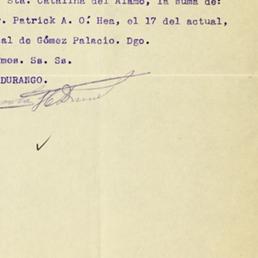 Sta. Catalina del Alamo, la suma de:
. Patrick A. O' Hea, el 17 del actual,
al de Gómez Palacio. Dgo.
mos. Ss. Ss.
DURANGO.